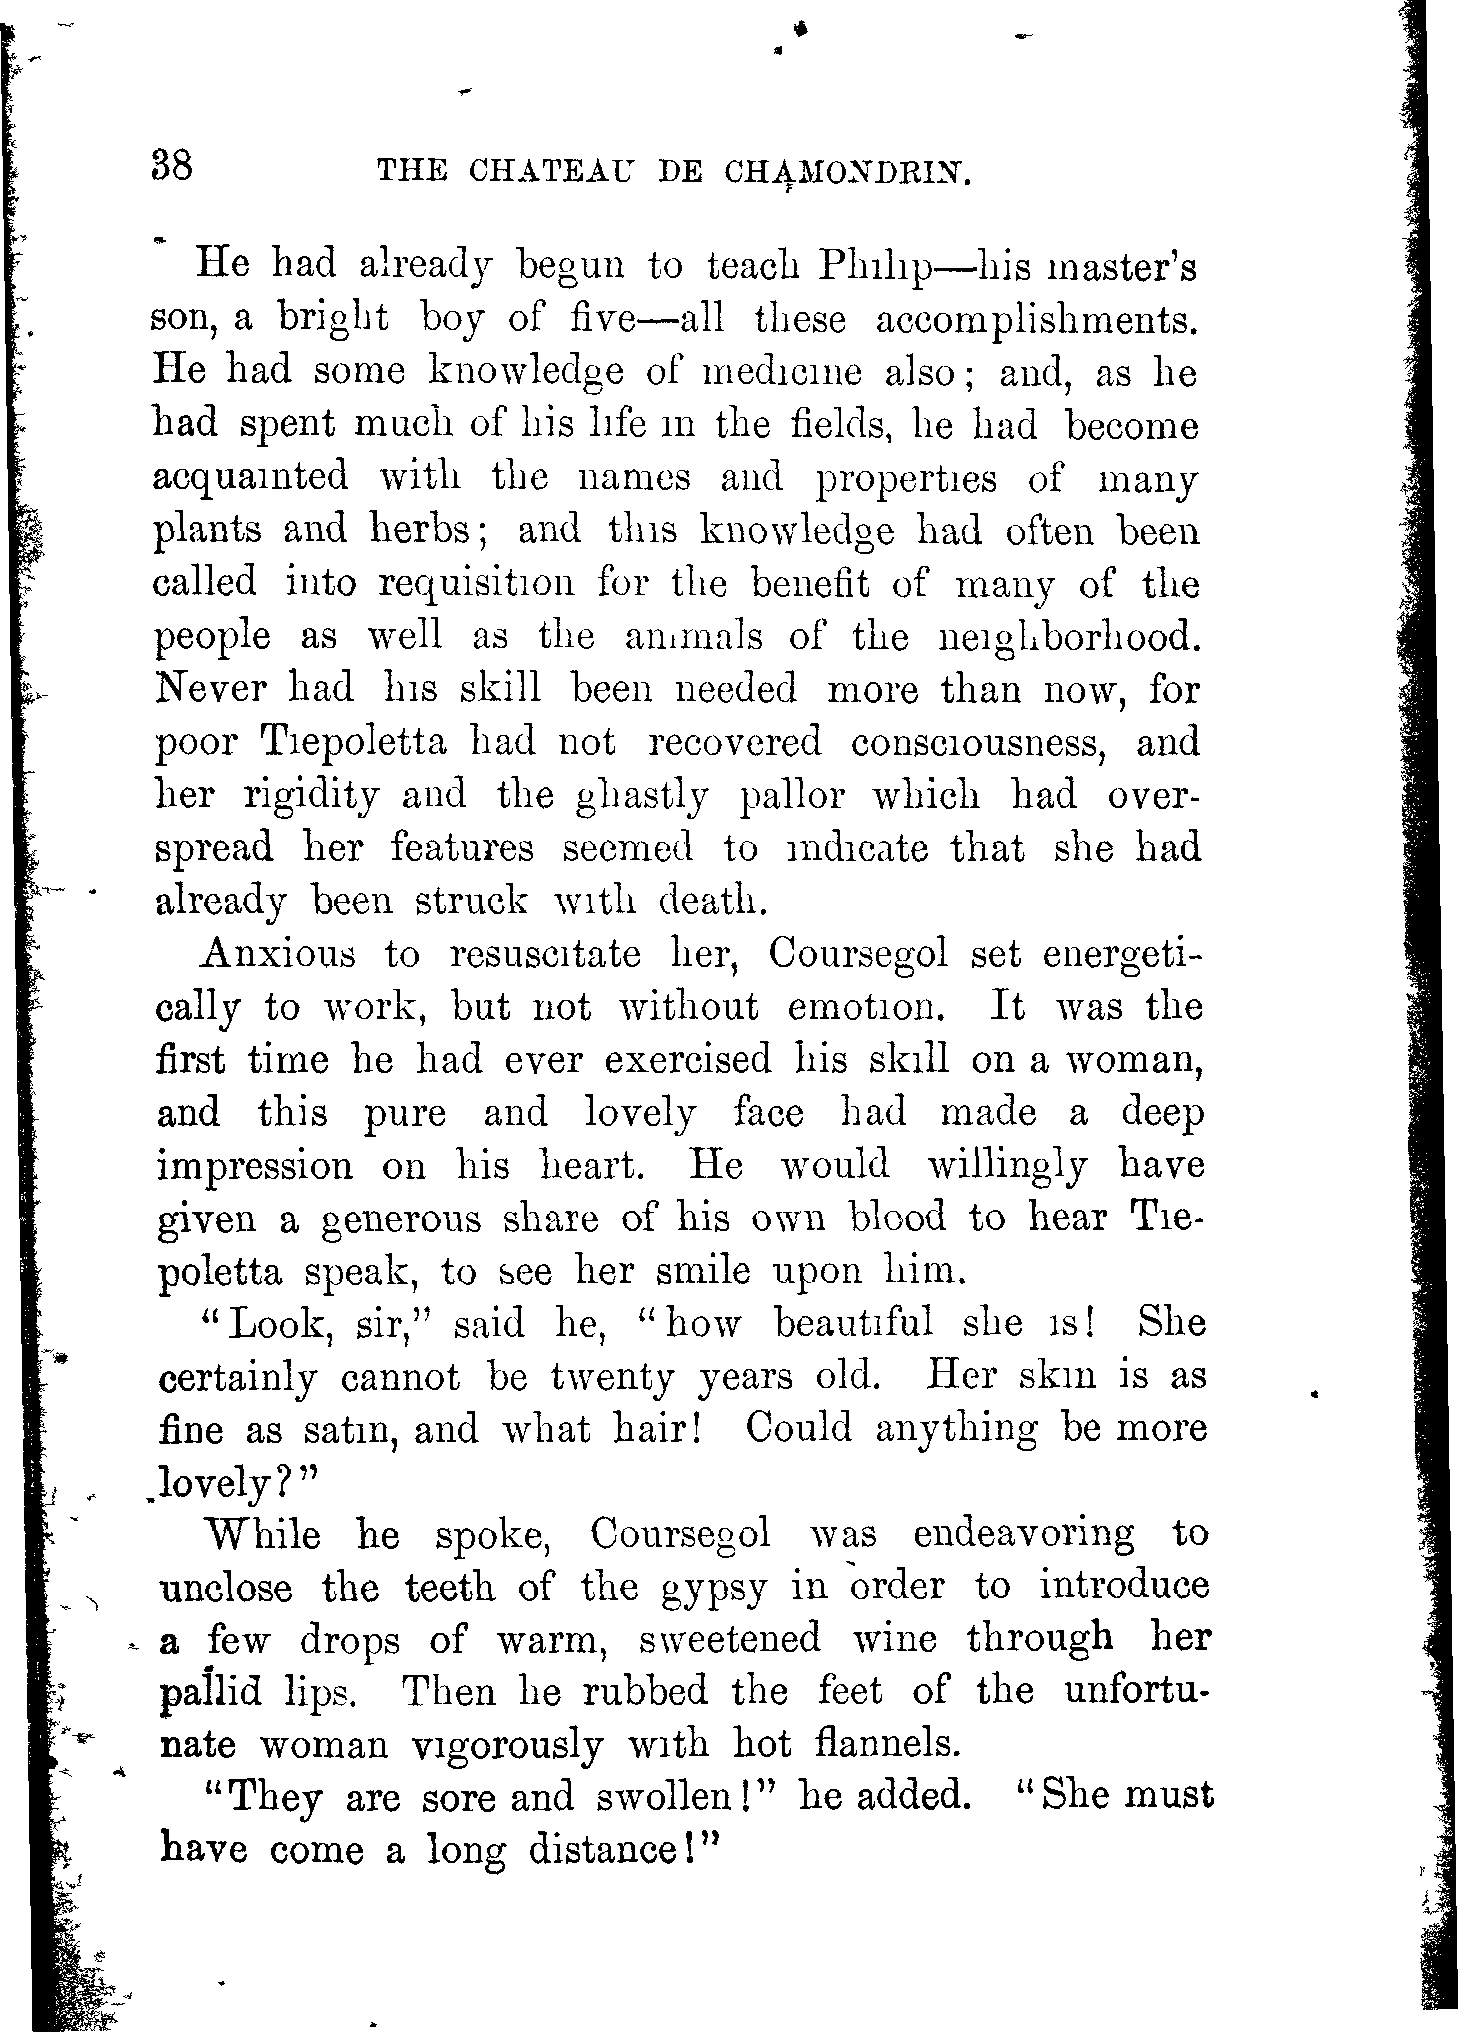 38 THE CHATEAU DE CHAMONDRIN.
He had already begun to teach Philip—his master's
son, a bright boy of five—all these accomplishments.
He had some knowledge of medicine also; and, as he
had spent much of his life in the fields, he had become
acquainted with the names and properties of many
plants and herbs; and this knowledge had often been
called into requisition for the benefit of many of the
people as well as the animals of the neighborhood.
Never had his skill been needed more than now, for
poor Tiepoletta had not recovered consciousness, and
her rigidity and the ghastly pallor which had over-
spread her features seemed to indicate that she had
already been struck with death.
Anxious to resuscitate her, Coursegol set energeti-
cally to work, but not without emotion. It was the
first time he had ever exercised his skill on a woman,
and this pure and lovely face had made a deep
impression on his heart. He would willingly have
given a generous share of his own blood to hear Tie-
poletta speak, to see her smile upon him.
"Look, sir," said he, "how beautiful she is! She
certainly cannot be twenty years old. Her skin is as
fine as satin, and what hair! Could anything be more
lovely?"
While he spoke, Coursegol was endeavoring to
unclose the teeth of the gypsy in order to introduce
a few drops of warm, sweetened wine through her
pallid lips. Then he rubbed the feet of the unfortu-
nate woman vigorously with hot flannels.
"They are sore and swollen!" he added. "She must
have come a long distance!"